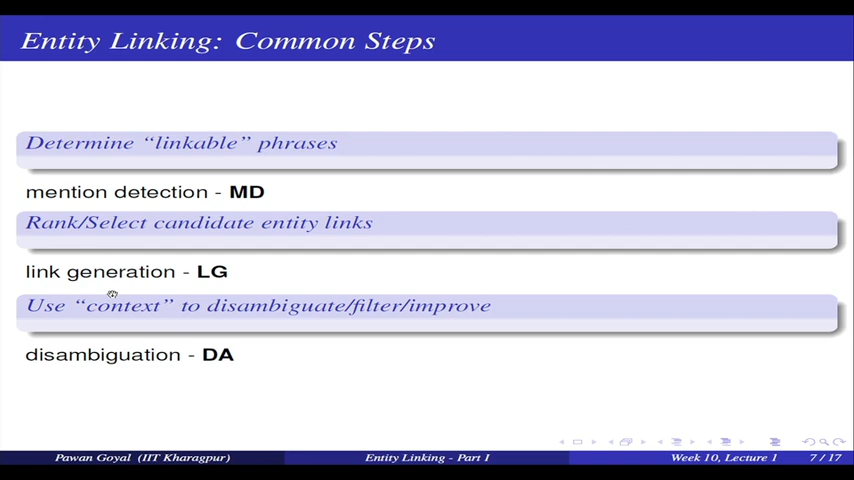 Entity Linking: Common Steps
Determine “linkable” phrases
mention detection - MD
Rank/Select candidate entity links
link generation - LG
Use “context” to disambiguate/filter/improve
disambiguation - DA
Pawan Goyal (IIT Kharagpur) Entity Linking - Part I Week 10, Lecture 1 7 / 17